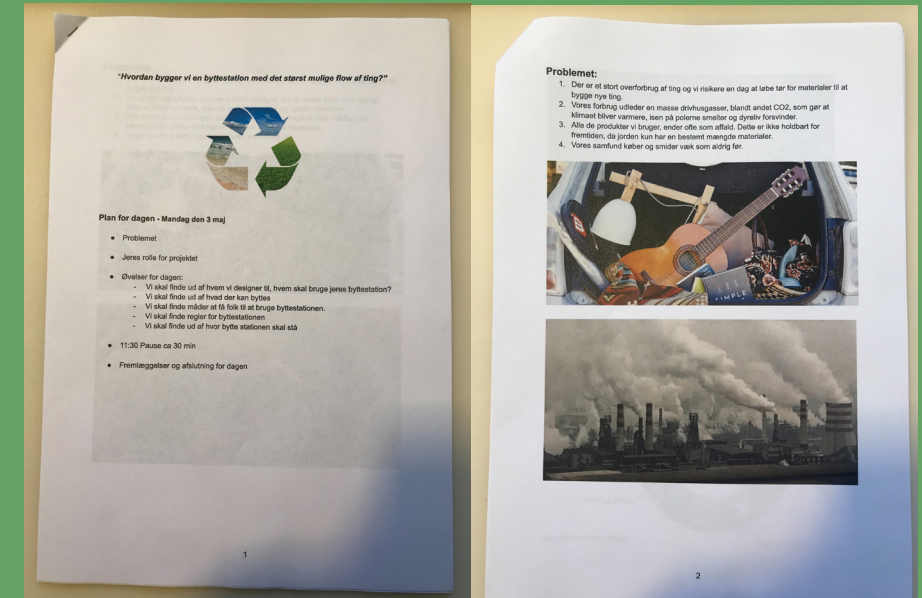 "Hvordan bygger vi en byttestation med det størst mulige flow af ting?"
Plan for dagen - Mandag den 3 maj
● Problemet
● Jeres rolle for projektet
● Øvelser for dagen:
- Vi skal finde ud af hvem vi designer til, hvem skal bruge jeres byttestation?
- Vi skal finde ud af hvad der kan byttes
- Vi skal finde måder at få folk til at bruge byttestationen.
- Vi skal finde regler for byttestationen
- Vi skal finde ud af hvor bytte stationen skal stå
● 11:30 Pause ca 30 min
● Fremlæggelser og afslutning for dagen
1
Problemet:
1. Der er et stort overforbrug af ting og vi risikere en dag at løbe tør for materialer til at
bygge nye ting.
2. Vores forbrug udleder en masse drivhusgasser, blandt andet CO2, som gør at
klimaet bliver varmere, isen på polerne smelter og dyreliv forsvinder.
3. Alle de produkter vi bruger, ender ofte som affald. Dette er ikke holdbart for
fremtiden, da jorden kun har en bestemt mængde materialer.
4. Vores samfund køber og smider væk som aldrig før.
SIMPLE
2